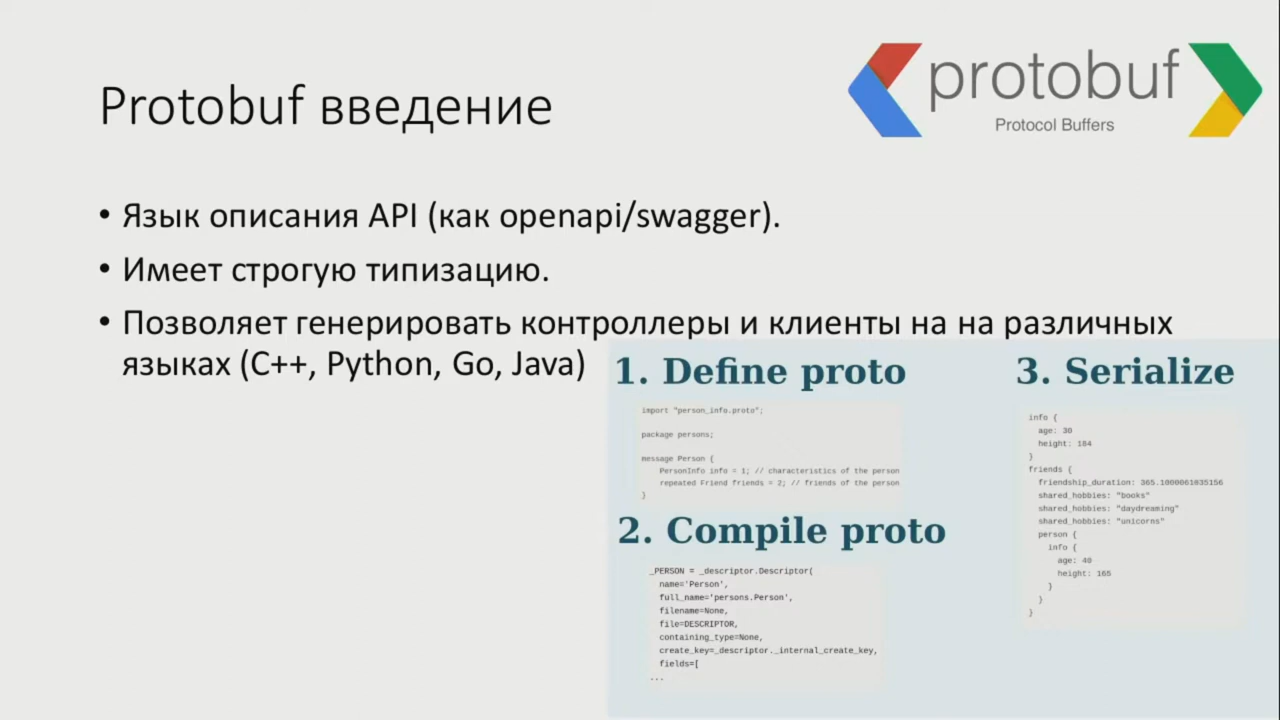 Protobuf введение
protobuf
Protocol Buffers
• Язык описания API (как openapi/swagger).
• Имеет строгую типизацию.
• Позволяет генерировать контроллеры и клиенты на на различных
языках (C++, Python, Go, Java)
1. Define proto
import "person_info.proto";
package persons;
message Person {
PersonInfo info = 1; // characteristics of the person
repeated Friend friends = 2; // friends of the person
}
2. Compile proto
_PERSON = _descriptor.Descriptor(
name='Person',
full_name='persons.Person',
filename=None,
file=DESCRIPTOR,
containing_type=None,
create_key=_descriptor._internal_create_key,
fields=[
...
3. Serialize
info {
age: 30
height: 184
}
friends {
friendship_duration: 365.1000061035156
shared_hobbies: "books"
shared_hobbies: "daydreaming"
shared_hobbies: "unicorns"
person {
info {
age: 40
height: 165
}
}
}